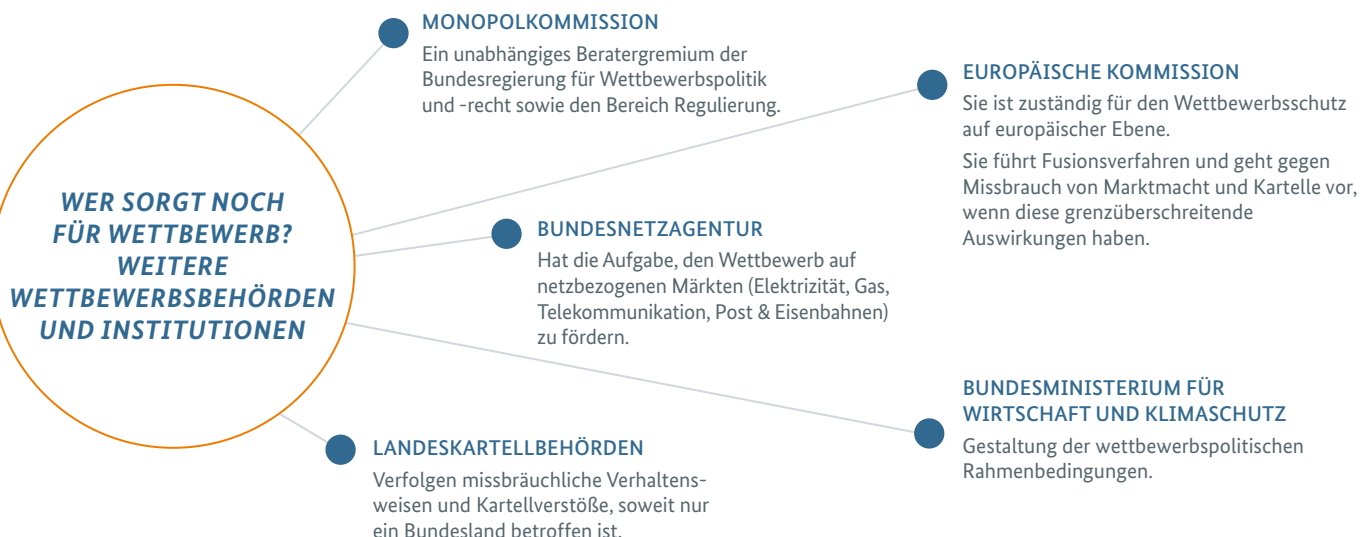 WER SORGT NOCH
FÜR WETTBEWERB?
WEITERE
WETTBEWERBSBEHÖRDEN
UND INSTITUTIONEN
MONOPOLKOMMISSION
Ein unabhängiges Beratergremium der
Bundesregierung für Wettbewerbspolitik
und -recht sowie den Bereich Regulierung.
EUROPÄISCHE KOMMISSION
Sie ist zuständig für den Wettbewerbsschutz
auf europäischer Ebene.
Sie führt Fusionsverfahren und geht gegen
Missbrauch von Marktmacht und Kartelle vor,
wenn diese grenzüberschreitende
Auswirkungen haben.
BUNDESNETZAGENTUR
Hat die Aufgabe, den Wettbewerb auf
netzbezogenen Märkten (Elektrizität, Gas,
Telekommunikation, Post & Eisenbahnen)
zu fördern.
BUNDESMINISTERIUM FÜR
WIRTSCHAFT UND KLIMASCHUTZ
Gestaltung der wettbewerbspolitischen
Rahmenbedingungen.
LANDESKARTELLBEHÖRDEN
Verfolgen missbräuchliche Verhaltens-
weisen und Kartellverstöße, soweit nur
ein Bundesland betroffen ist.